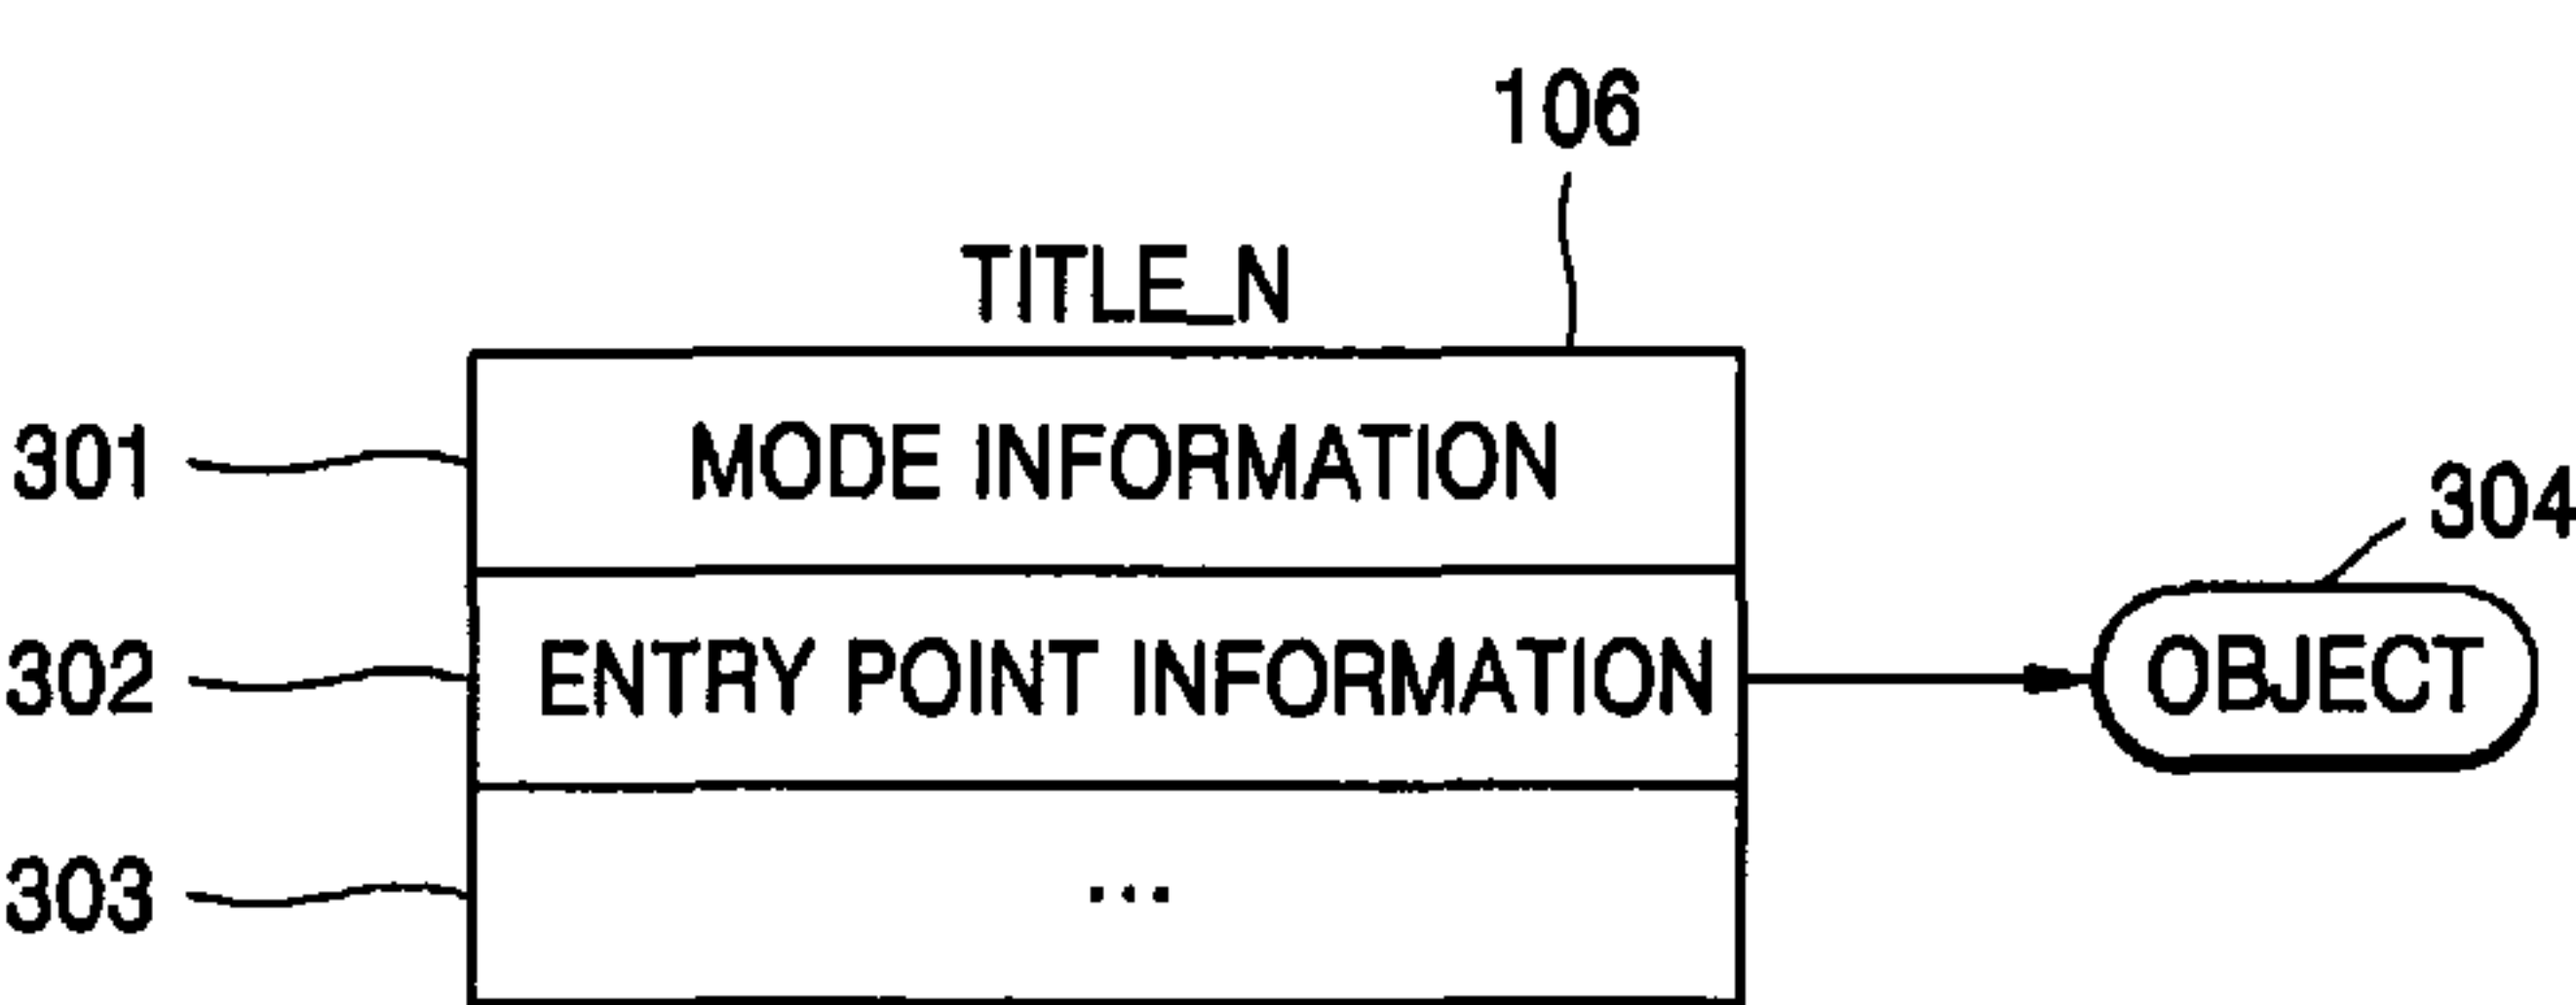 106
TITLE_N
301 MODE INFORMATION
304
302 ENTRY POINT INFORMATION OBJECT
303 ...